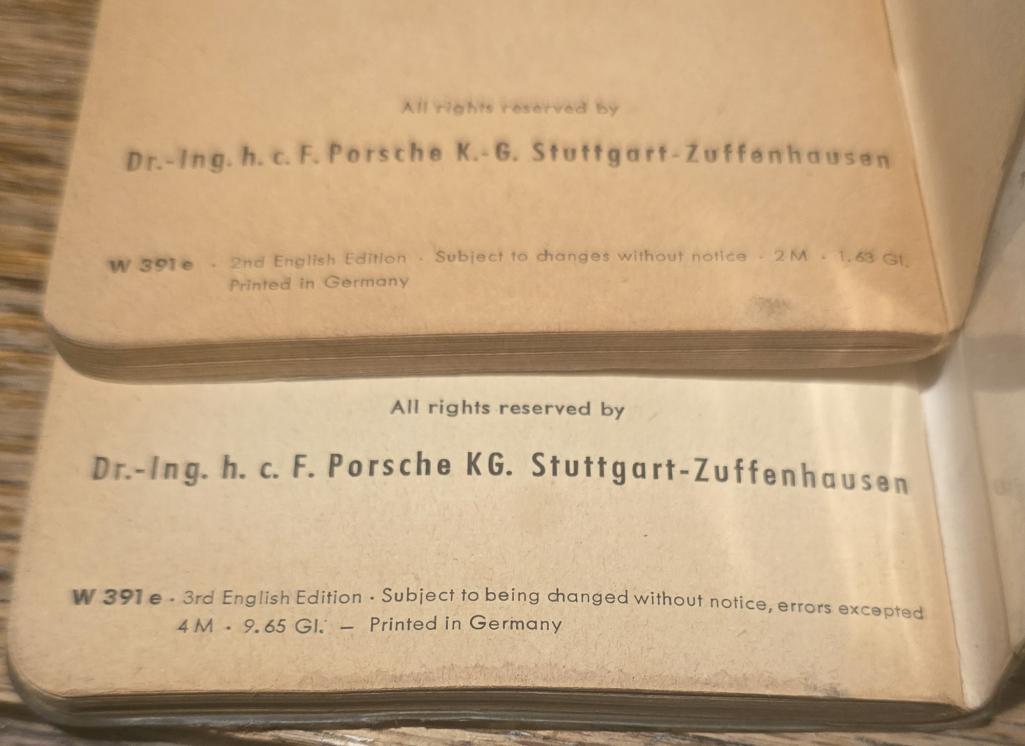 All rights reserved by
Dr.-Ing. h. c. F. Porsche K.-G. Stuttgart-Zuffenhausen
W 391 e · 2nd English Edition · Subject to changes without notice · 2 M · 1.63 Gl.
Printed in Germany
All rights reserved by
Dr.-Ing. h. c. F. Porsche KG. Stuttgart-Zuffenhausen
W 391 e · 3rd English Edition · Subject to being changed without notice, errors excepted
4 M · 9.65 Gl. — Printed in Germany